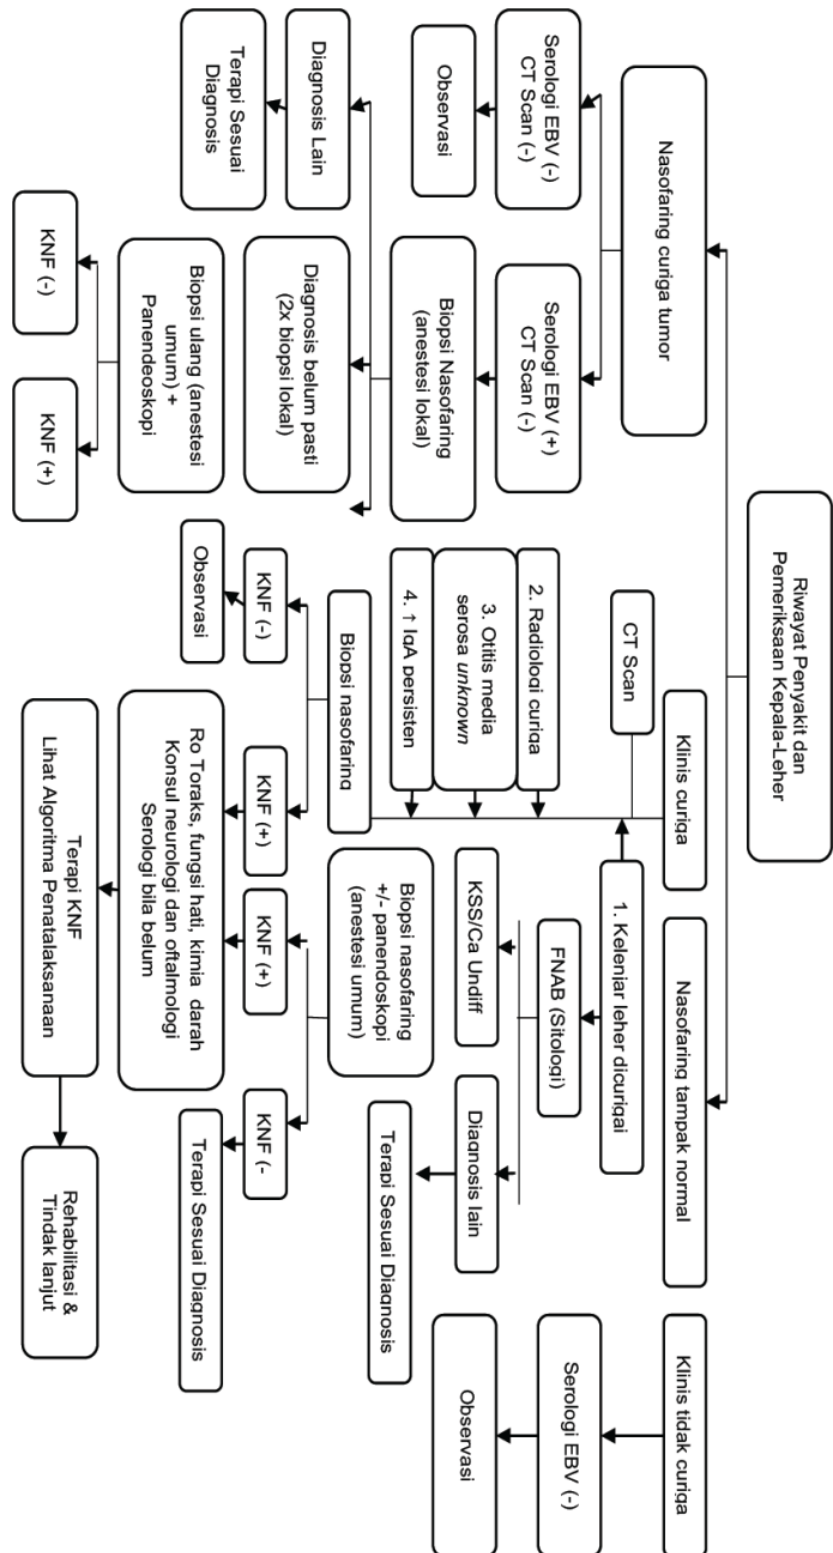 Riwayat Penyakit dan
Pemeriksaan Kepala-Leher
Nasofaring curiga tumor
Klinis curiga
Nasofaring tampak normal
Klinis tidak curiga
Serologi EBV (-)
CT Scan (-)
Serologi EBV (+)
CT Scan (-)
CT Scan
1. Kelenjar leher dicurigai
Serologi EBV (-)
Observasi
Biopsi Nasofaring
(anestesi lokal)
2. Radiologi curiga
3. Otitis media
serosa unknown
4. ↑ IgA persisten
FNAB (Sitologi)
KSS/Ca Undiff
Diagnosis lain
Observasi
Diagnosis Lain
Diagnosis belum pasti
(2x biopsi lokal)
Biopsi nasofaring
Biopsi nasofaring
+/- panendoskopi
(anestesi umum)
Terapi Sesuai Diagnosis
Terapi Sesuai
Diagnosis
Biopsi ulang (anestesi
umum) +
Panendeoskopi
KNF (-)
KNF (+)
KNF (+)
KNF (-
Observasi
Ro Toraks, fungsi hati, kimia darah
Konsul neurologi dan oftalmologi
Serologi bila belum
Terapi Sesuai Diagnosis
KNF (-)
KNF (+)
Terapi KNF
Lihat Algoritma Penatalaksanaan
Rehabilitasi &
Tindak lanjut